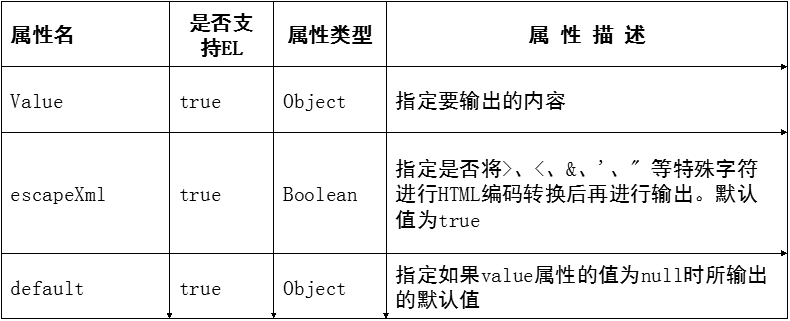 属性名 是否支持EL 属性类型 属 性 描 述
Value true Object 指定要输出的内容
escapeXml true Boolean 指定是否将>、<、&、'、" 等特殊字符
进行HTML编码转换后再进行输出。默认
值为true
default true Object 指定如果value属性的值为null时所输出
的默认值